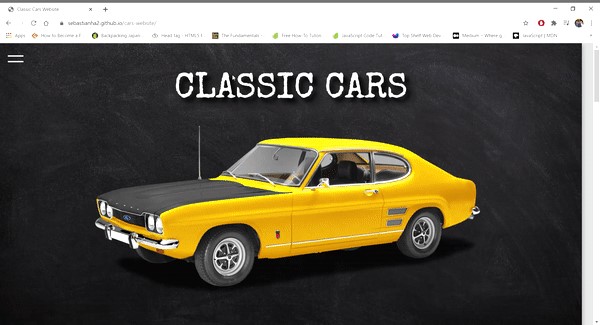 Classic Cars Website
sebastianha2.github.io/cars-website/
Apps
How to become a F
Backpacking Japan
Head tag - HTML5 t
The Fundamentals
Free How To Tutori
JavaScript Code Tut
Top Shelf Web Dev
Medium – Where g
JavaScript | MDN
CLASSIC CARS